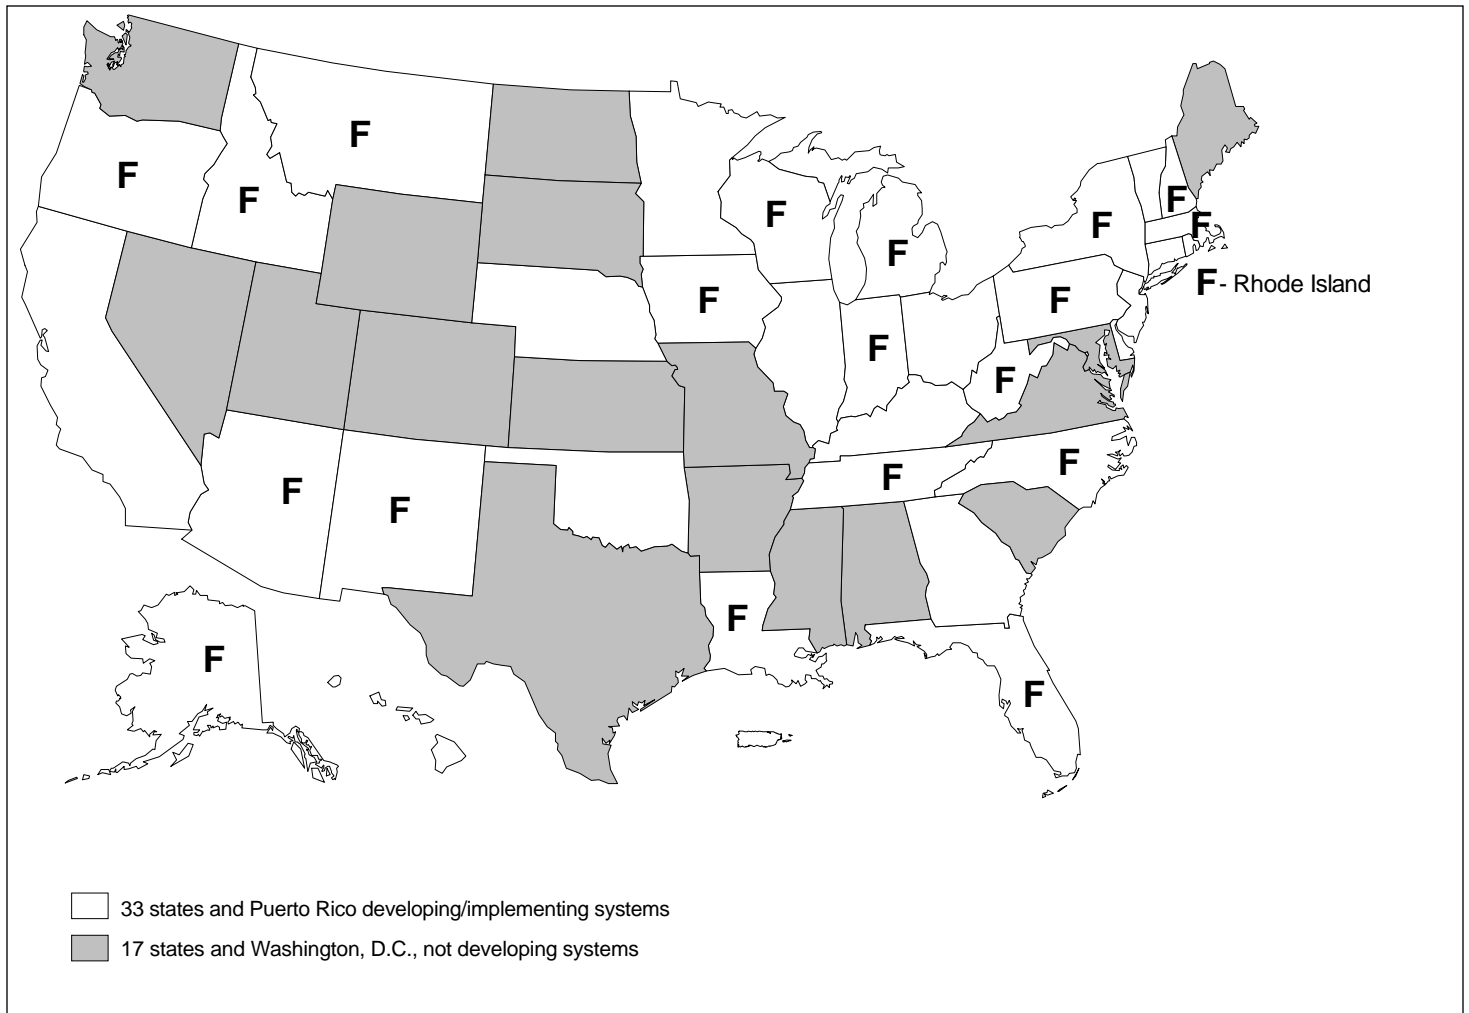 F
F
F
F
F
F
F
F
F - Rhode Island
F
F
F
F
F
F
F
F
F
F
F
F
33 states and Puerto Rico developing/implementing systems
17 states and Washington, D.C., not developing systems